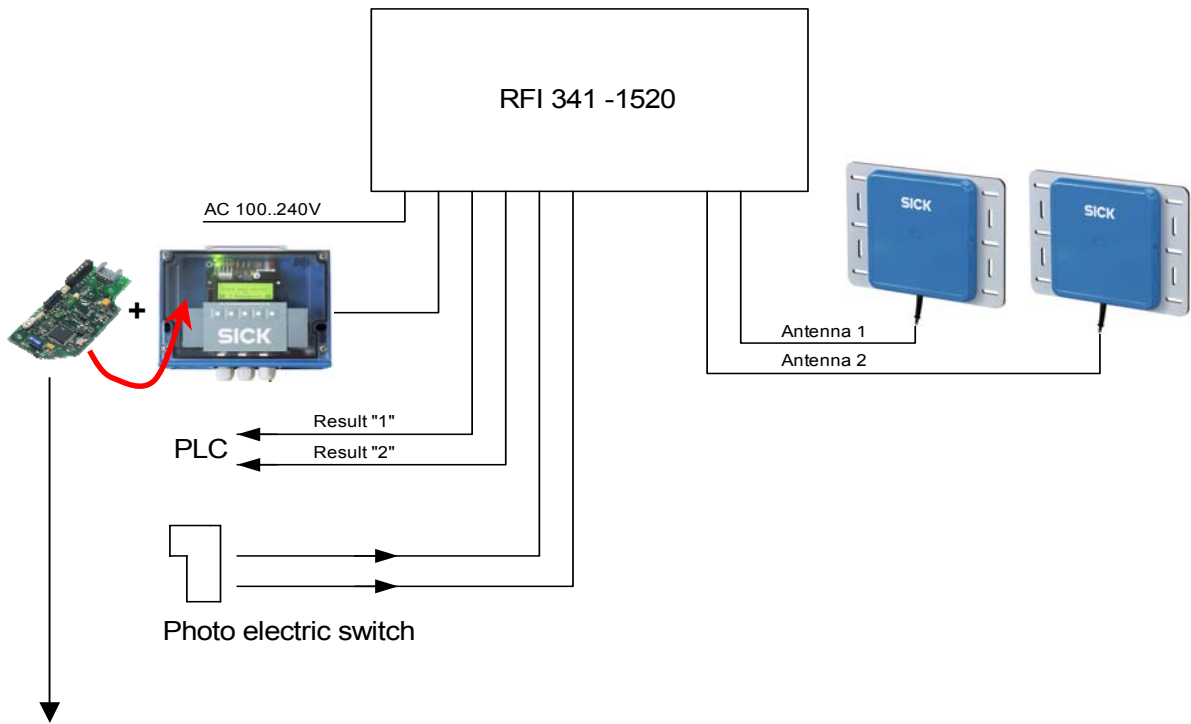 RFI 341 -1520
AC 100..240V
SICK
SICK
+
SICK
Antenna 1
Antenna 2
Result "1"
PLC
Result "2"
Photo electric switch